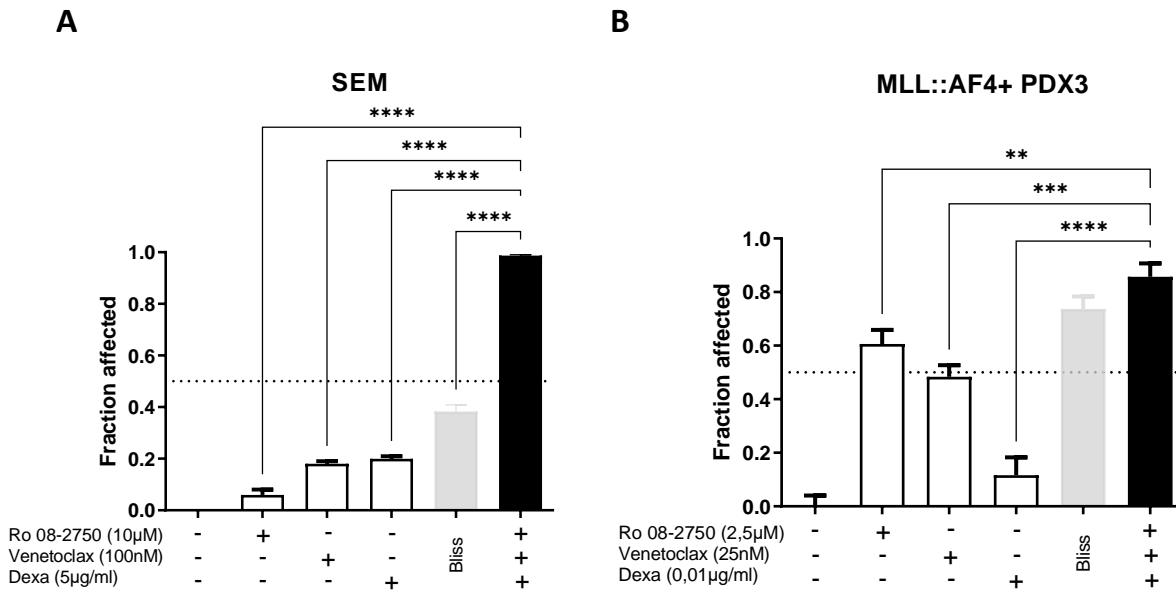 A
SEM
****
****
****
****
Fraction affected
1.0
0.8
0.6
0.4
0.2
0.0
Bliss
Ro 08-2750 (10µM) - + - - +
Venetoclax (100nM) - - + - +
Dexa (5µg/ml) - - - + +
B
MLL::AF4+ PDX3
**
***
****
Fraction affected
1.0
0.8
0.6
0.4
0.2
0.0
Bliss
Ro 08-2750 (2,5µM) - + - - +
Venetoclax (25nM) - - + - +
Dexa (0,01µg/ml) - - - + +